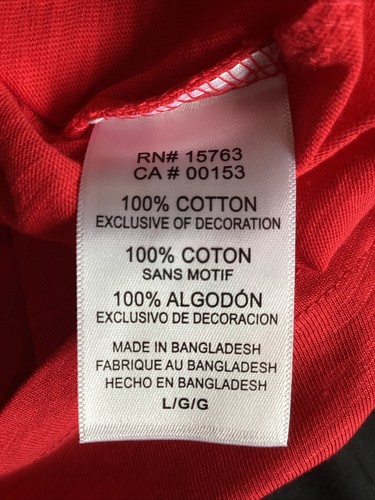 RN# 15763
CA # 00153
100% COTTON
EXCLUSIVE OF DECORATION
100% COTON
SANS MOTIF
100% ALGODÓN
EXCLUSIVO DE DECORACION
MADE IN BANGLADESH
FABRIQUE AU BANGLADESH
HECHO EN BANGLADESH
L/G/G